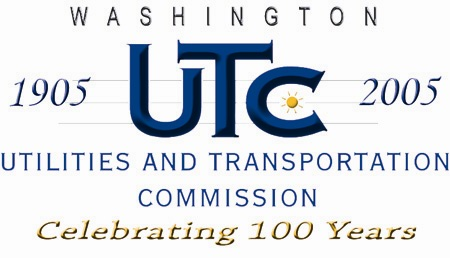 WASHINGTON
1905 UTC 2005
UTILITIES AND TRANSPORTATION
COMMISSION
Celebrating 100 Years